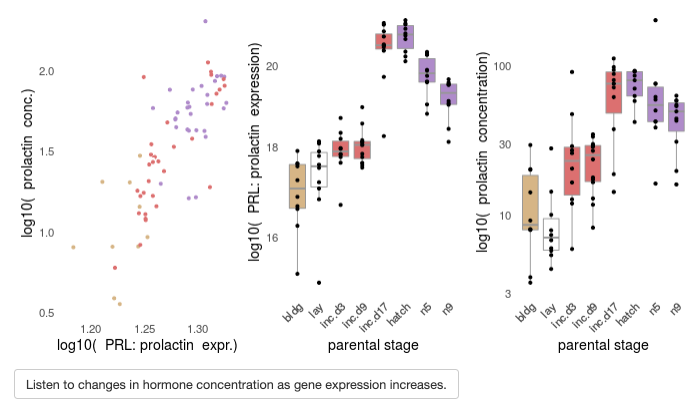 log10( prolactin conc.)
2.0
1.5
1.0
0.5
1.20 1.25 1.30
log10( PRL: prolactin expr.)
log10( PRL: prolactin expression)
20
18
16
bldg lay inc.d3 inc.d9 inc.d17 hatch n5 n9
parental stage
log10( prolactin concentration)
100
30
10
3
bldg lay inc.d3 inc.d9 inc.d17 hatch n5 n9
parental stage
Listen to changes in hormone concentration as gene expression increases.